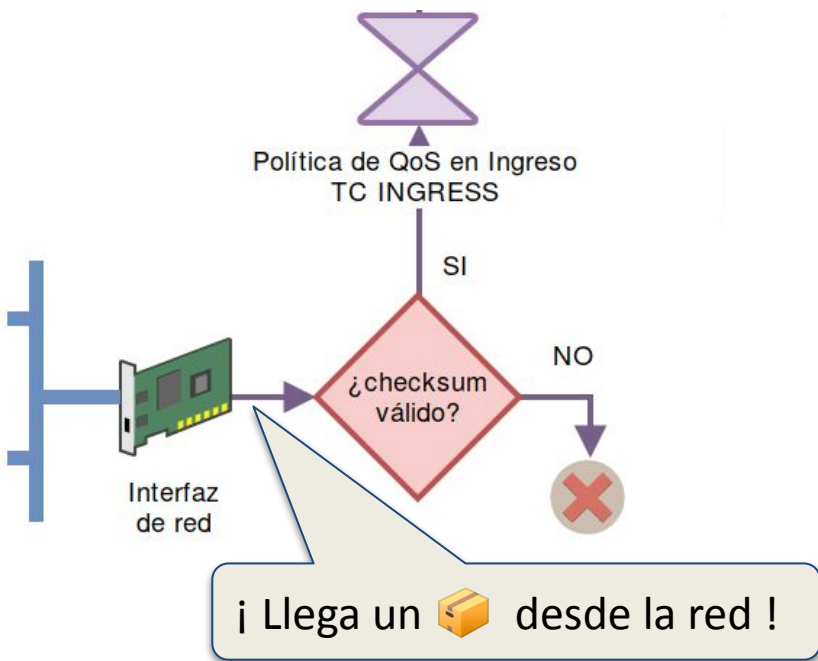 Política de QoS en Ingreso
TC INGRESS
SI
¿checksum
válido?
NO
Interfaz
de red
¡ Llega un 📦 desde la red !